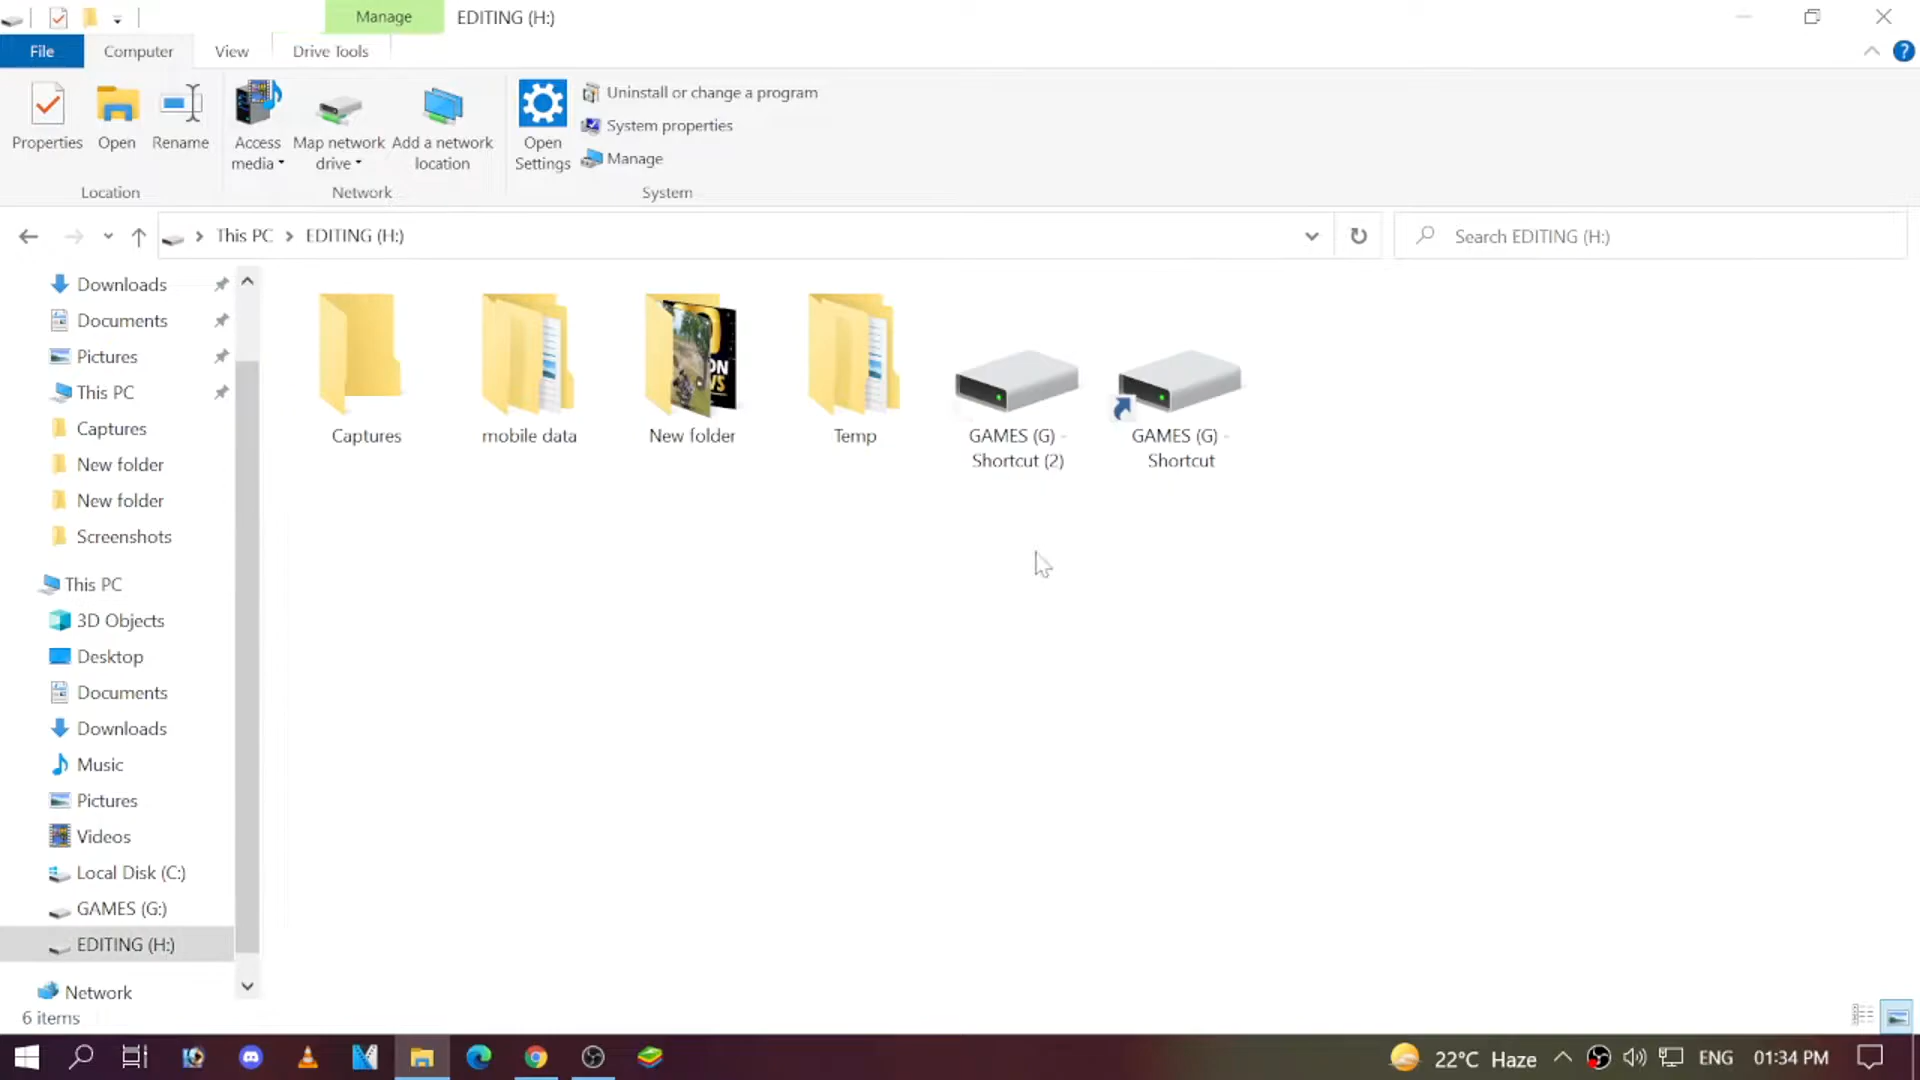 Manage
EDITING (H:)
File
Computer
View
Drive Tools
Properties
Open
Rename
Access media
Map network drive
Add a network location
Open Settings
Uninstall or change a program
System properties
Manage
Location
Network
System
This PC
EDITING (H:)
Search EDITING (H:)
Downloads
Documents
Pictures
This PC
Captures
New folder
New folder
Screenshots
This PC
3D Objects
Desktop
Documents
Downloads
Music
Pictures
Videos
Local Disk (C:)
GAMES (G:)
EDITING (H:)
Network
Captures
mobile data
New folder
Temp
GAMES (G) -
Shortcut (2)
GAMES (G) -
Shortcut
6 items
22°C Haze
ENG
01:34 PM